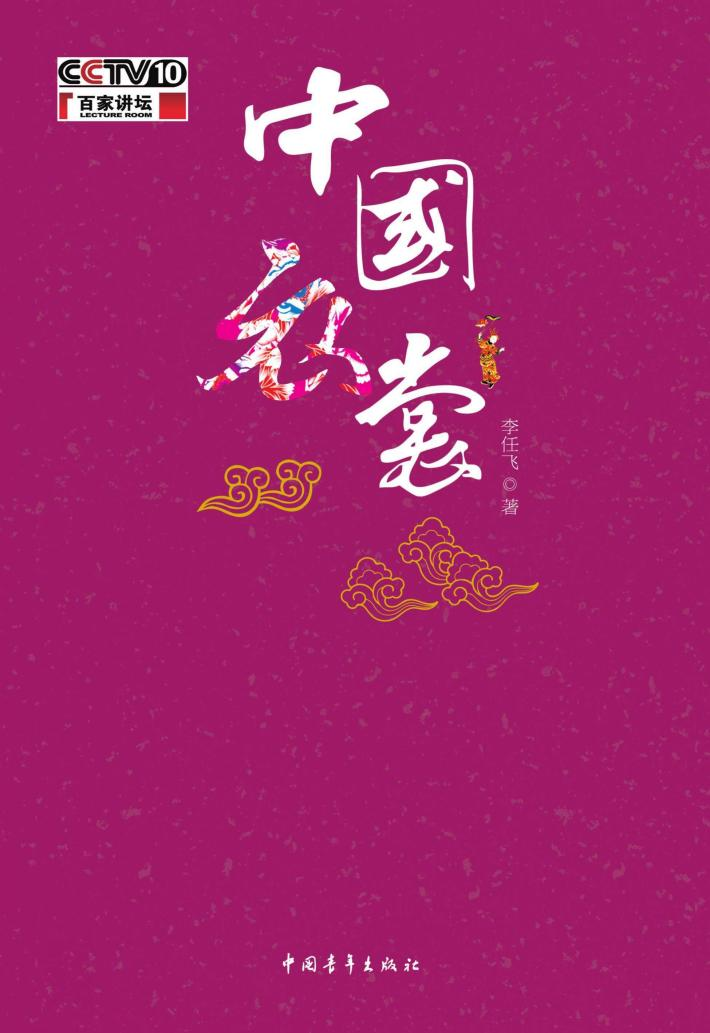 CCTV10
百家讲坛
LECTURE ROOM
中國
衣裳
李任飞 ◎ 著
中国青年出版社